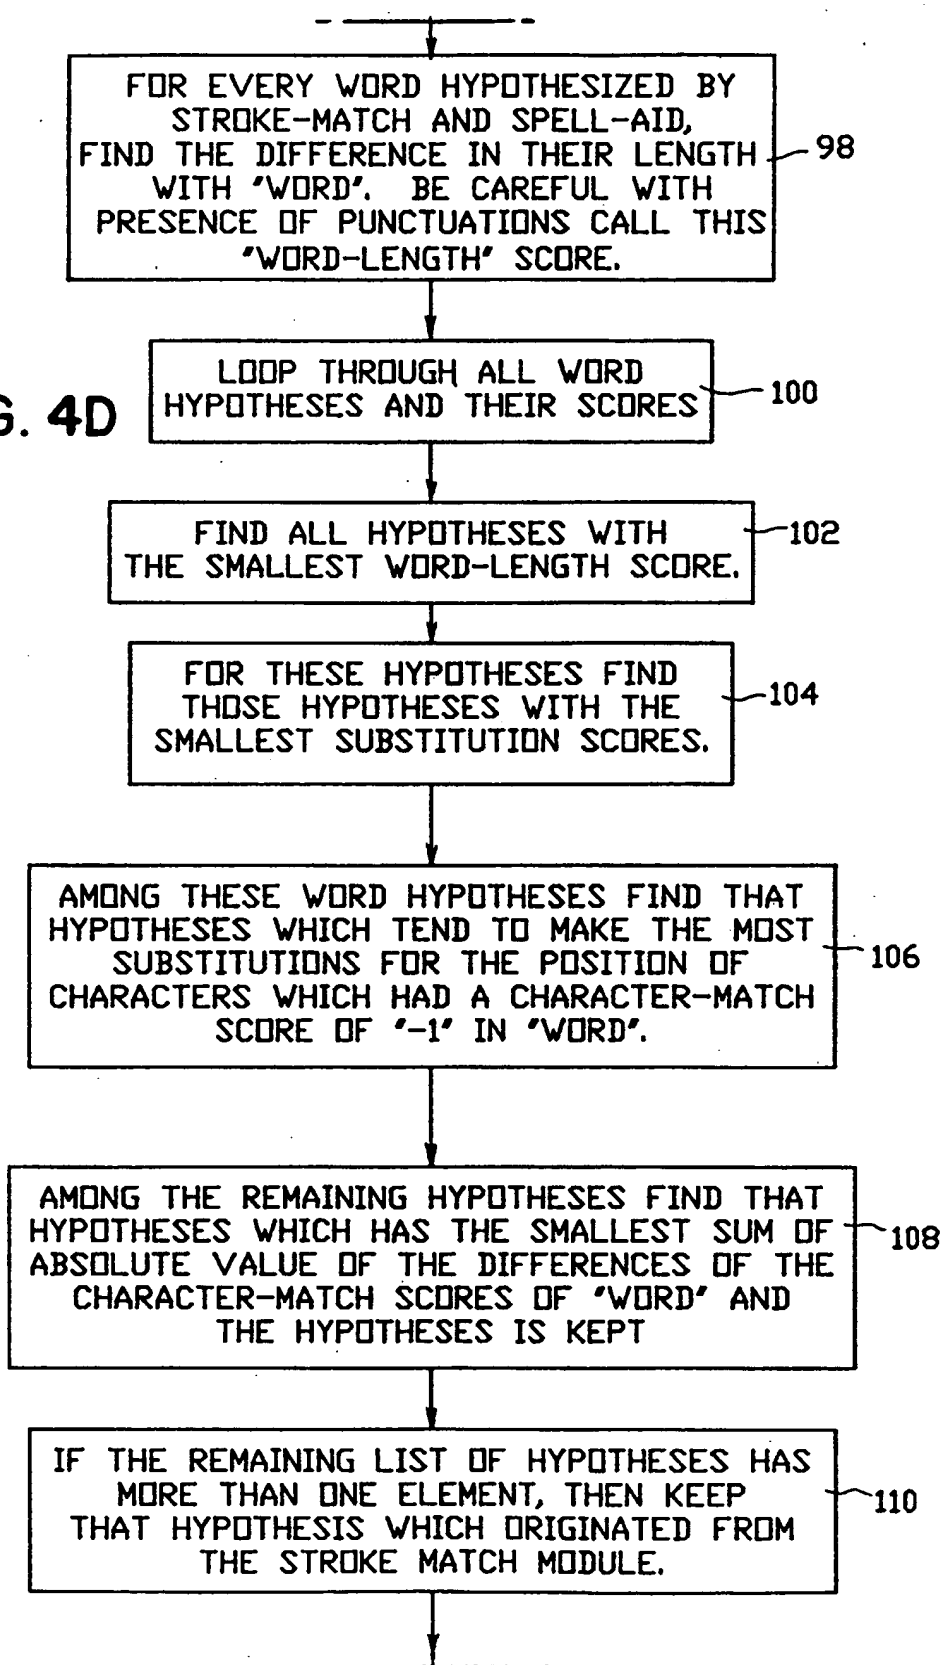 FOR EVERY WORD HYPOTHESIZED BY
STROKE-MATCH AND SPELL-AID,
FIND THE DIFFERENCE IN THEIR LENGTH
WITH "WORD". BE CAREFUL WITH
PRESENCE OF PUNCTUATIONS CALL THIS
"WORD-LENGTH" SCORE.
98
LOOP THROUGH ALL WORD
HYPOTHESES AND THEIR SCORES
100
G. 4D
FIND ALL HYPOTHESES WITH
THE SMALLEST WORD-LENGTH SCORE.
102
FOR THESE HYPOTHESES FIND
THOSE HYPOTHESES WITH THE
SMALLEST SUBSTITUTION SCORES.
104
AMONG THESE WORD HYPOTHESES FIND THAT
HYPOTHESES WHICH TEND TO MAKE THE MOST
SUBSTITUTIONS FOR THE POSITION OF
CHARACTERS WHICH HAD A CHARACTER-MATCH
SCORE OF "-1" IN "WORD".
106
AMONG THE REMAINING HYPOTHESES FIND THAT
HYPOTHESES WHICH HAS THE SMALLEST SUM OF
ABSOLUTE VALUE OF THE DIFFERENCES OF THE
CHARACTER-MATCH SCORES OF "WORD" AND
THE HYPOTHESES IS KEPT
108
IF THE REMAINING LIST OF HYPOTHESES HAS
MORE THAN ONE ELEMENT, THEN KEEP
THAT HYPOTHESIS WHICH ORIGINATED FROM
THE STROKE MATCH MODULE.
110